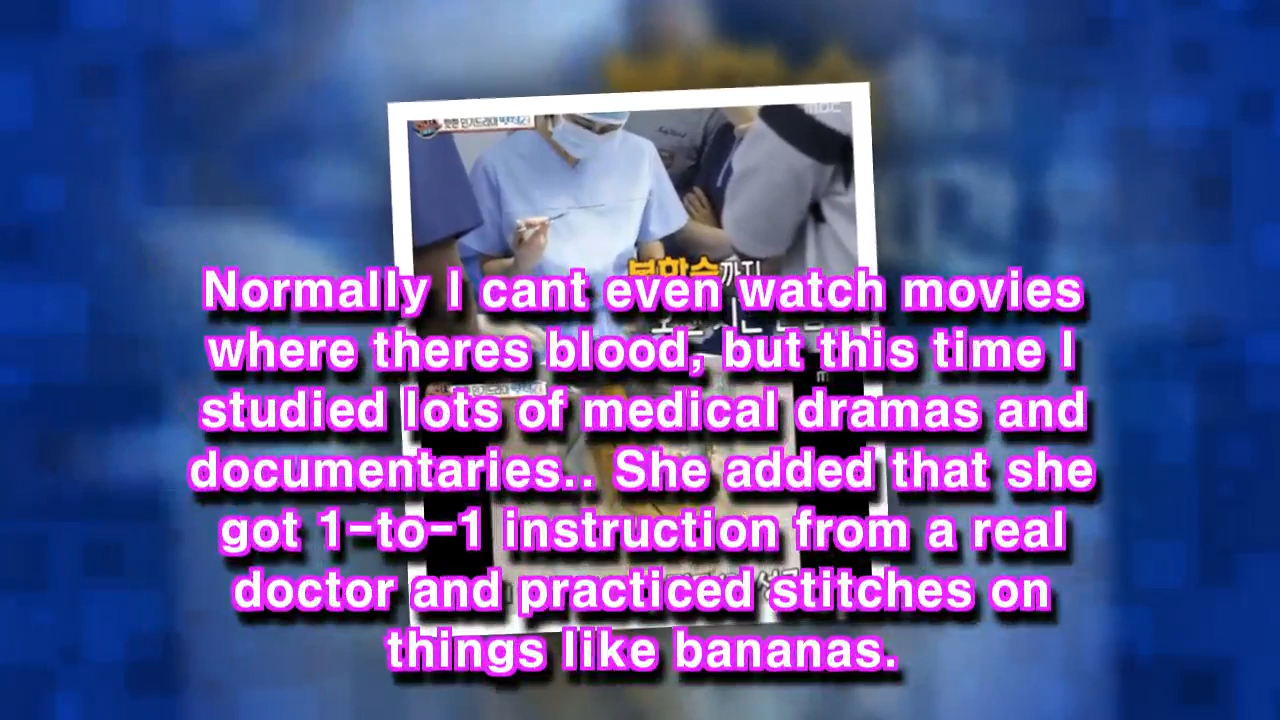 mbc
Normally I cant even watch movies
where theres blood, but this time I
studied lots of medical dramas and
documentaries.. She added that she
got 1-to-1 instruction from a real
doctor and practiced stitches on
things like bananas.